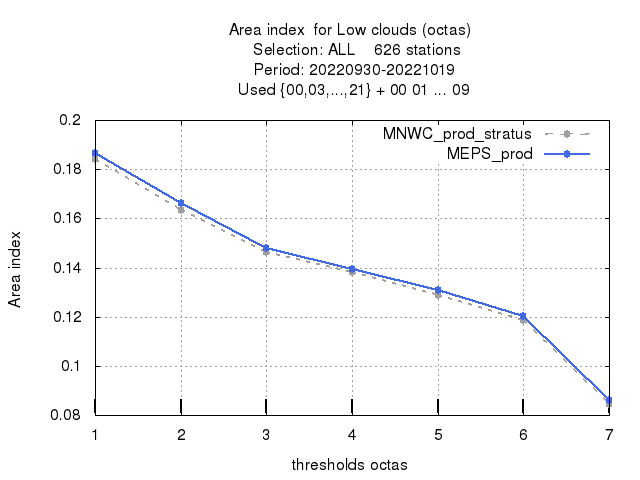 Area index for Low clouds (octas)
Selection: ALL 626 stations
Period: 20220930-20221019
Used {00,03,...,21} + 00 01 ... 09
MNWC_prod_stratus
MEPS_prod
Area index
0.2
0.18
0.16
0.14
0.12
0.1
0.08
1 2 3 4 5 6 7
thresholds octas